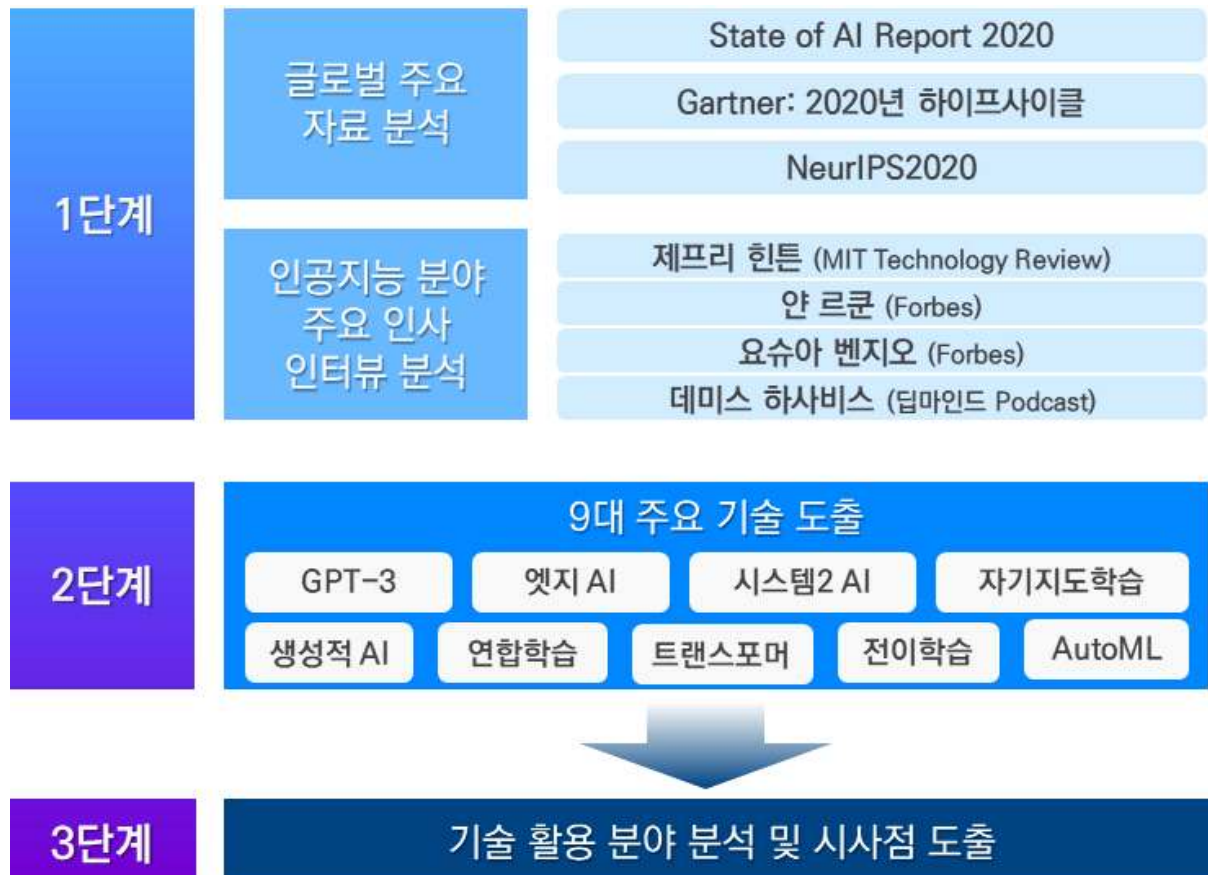 1단계
글로벌 주요
자료 분석
State of AI Report 2020
Gartner: 2020년 하이프사이클
NeurIPS2020
인공지능 분야
주요 인사
인터뷰 분석
제프리 힌튼 (MIT Technology Review)
얀 르쿤 (Forbes)
요슈아 벤지오 (Forbes)
데미스 하사비스 (딥마인드 Podcast)
2단계
9대 주요 기술 도출
GPT-3 엣지 AI 시스템2 AI 자기지도학습
생성적 AI 연합학습 트랜스포머 전이학습 AutoML
3단계
기술 활용 분야 분석 및 시사점 도출